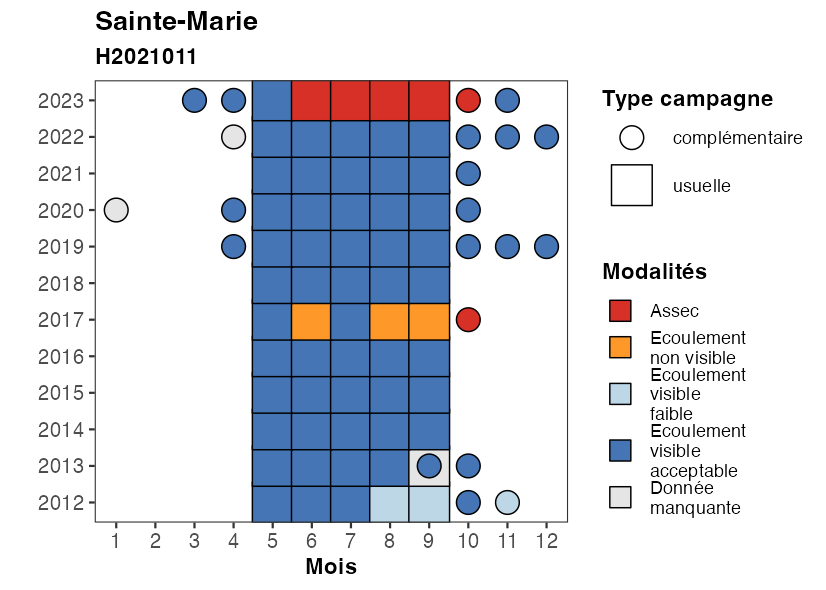 Sainte-Marie
H2021011
2023
2022
2021
2020
2019
2018
2017
2016
2015
2014
2013
2012
1 2 3 4 5 6 7 8 9 10 11 12
Mois
Type campagne
complémentaire
usuelle
Modalités
Assec
Ecoulement
non visible
Ecoulement
visible
faible
Ecoulement
visible
acceptable
Donnée
manquante